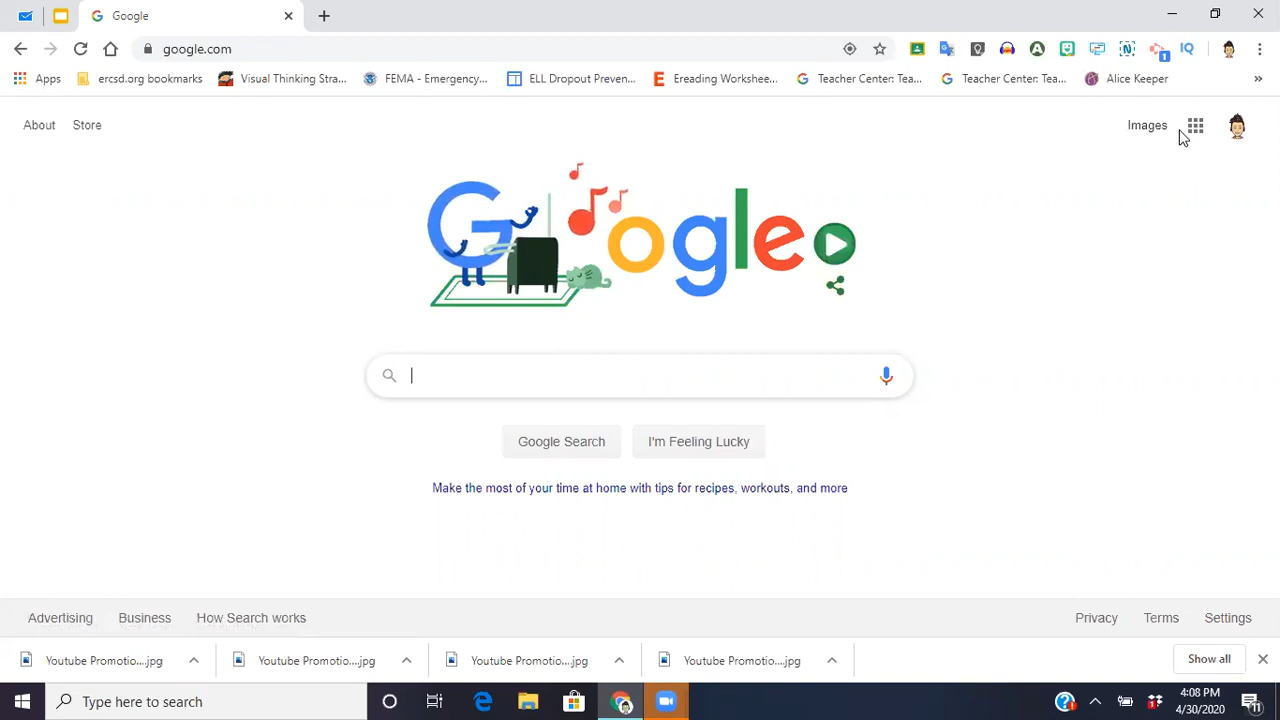 Google
google.com
Apps
ercsd.org bookmarks
Visual Thinking Stra...
FEMA - Emergency...
ELL Dropout Preven...
Ereading Workshee...
Teacher Center: Tea...
Teacher Center: Tea...
Alice Keeper
»
About
Store
Images
Google
Google Search
I'm Feeling Lucky
Make the most of your time at home with tips for recipes, workouts, and more
Advertising
Business
How Search works
Privacy
Terms
Settings
Youtube Promotio....jpg
Youtube Promotio....jpg
Youtube Promotio....jpg
Youtube Promotio....jpg
Show all
Type here to search
4:08 PM
4/30/2020
11